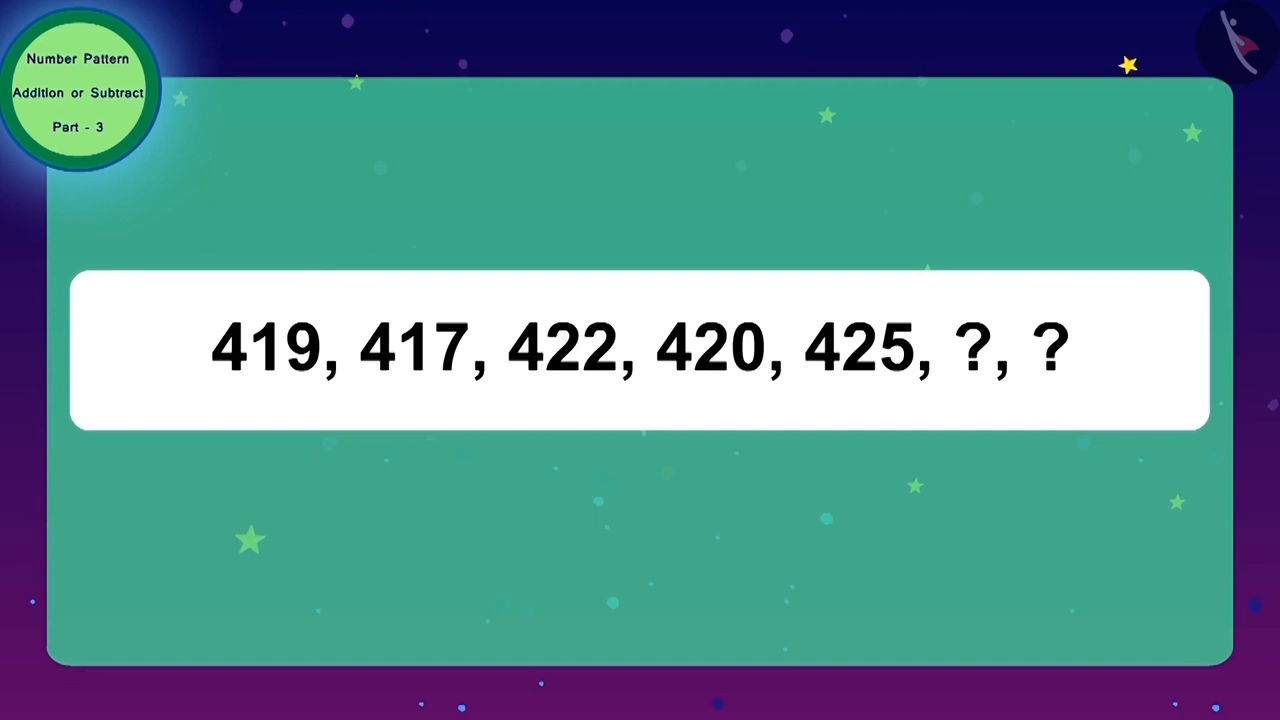 Number Pattern
Addition or Subtract
Part - 3
419, 417, 422, 420, 425, ?, ?